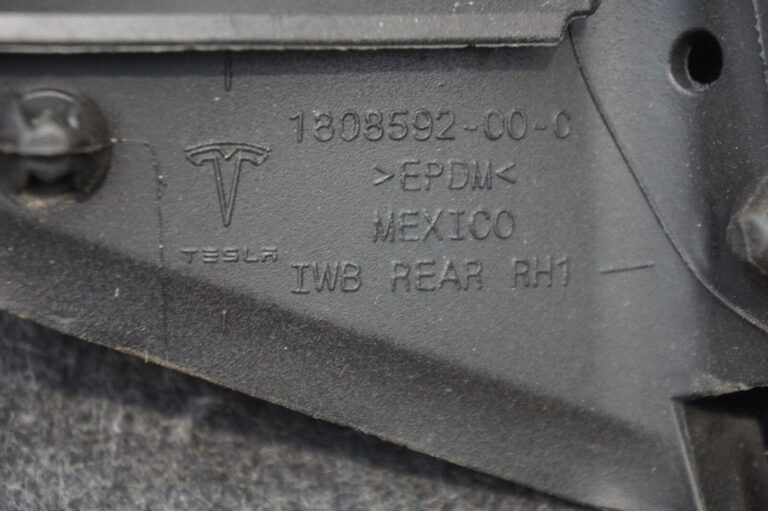 1808592-00-C
>EPDM<
MEXICO
TESLA
IWB REAR RH1